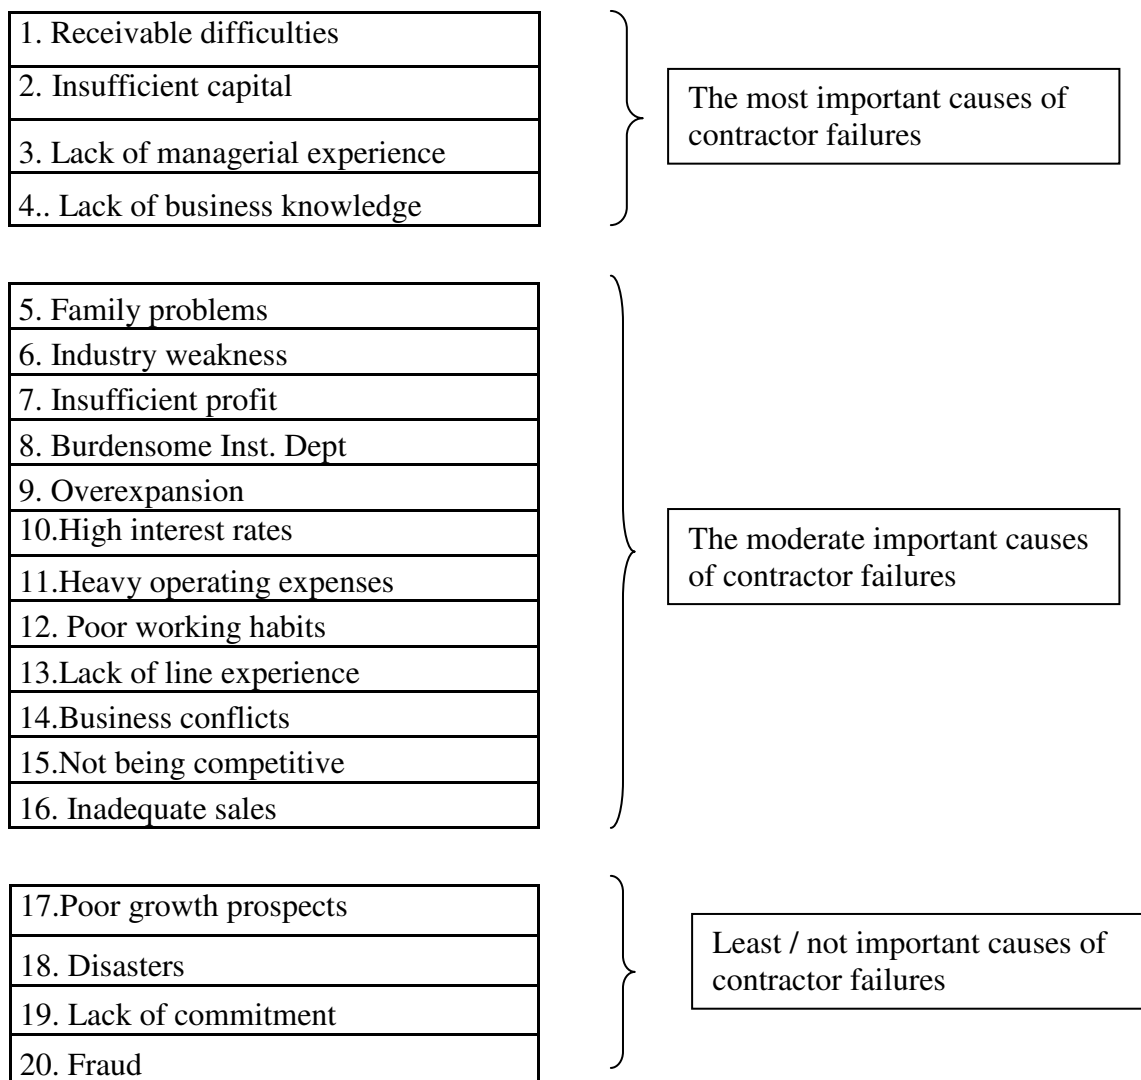 1. Receivable difficulties
2. Insufficient capital
3. Lack of managerial experience
4.. Lack of business knowledge
The most important causes of
contractor failures
5. Family problems
6. Industry weakness
7. Insufficient profit
8. Burdensome Inst. Dept
9. Overexpansion
10.High interest rates
11.Heavy operating expenses
12. Poor working habits
13.Lack of line experience
14.Business conflicts
15.Not being competitive
16. Inadequate sales
The moderate important causes
of contractor failures
17.Poor growth prospects
18. Disasters
19. Lack of commitment
20. Fraud
Least / not important causes of
contractor failures